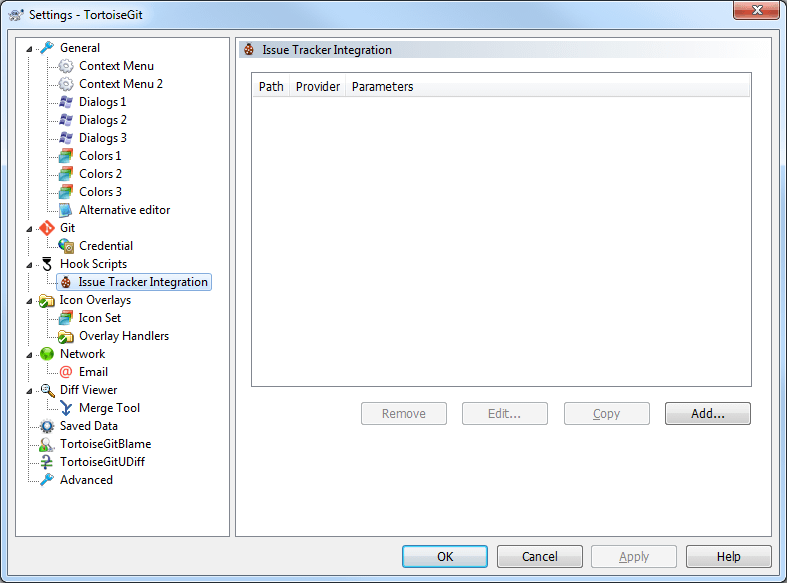 Settings - TortoiseGit
General
Context Menu
Context Menu 2
Dialogs 1
Dialogs 2
Dialogs 3
Colors 1
Colors 2
Colors 3
Alternative editor
Git
Credential
Hook Scripts
Issue Tracker Integration
Icon Overlays
Icon Set
Overlay Handlers
Network
Email
Diff Viewer
Merge Tool
Saved Data
TortoiseGitBlame
TortoiseGitUDiff
Advanced
Issue Tracker Integration
Path Provider Parameters
Remove Edit... Copy Add...
OK Cancel Apply Help